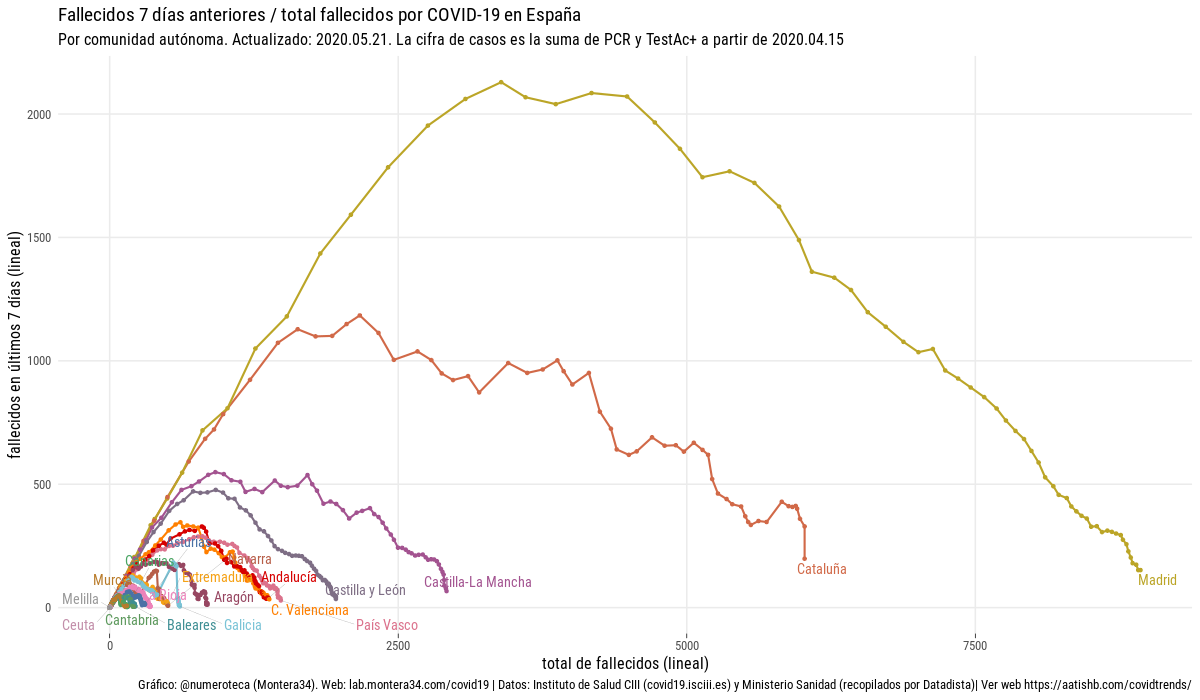 Fallecidos 7 días anteriores / total fallecidos por COVID-19 en España
Por comunidad autónoma. Actualizado: 2020.05.21. La cifra de casos es la suma de PCR y TestAc+ a partir de 2020.04.15
fallecidos en últimos 7 días (lineal)
2000
1500
1000
500
0
Madrid
Cataluña
Castilla-La Mancha
Castilla y León
Asturias
Canarias
Navarra
Extremadura
Andalucía
Murcia
Rioja
Aragón
Melilla
C. Valenciana
Ceuta
Cantabria
Baleares
Galicia
País Vasco
0
2500
5000
7500
total de fallecidos (lineal)
Gráfico: @numeroteca (Montera34). Web: lab.montera34.com/covid19 | Datos: Instituto de Salud CIII (covid19.isciii.es) y Ministerio Sanidad (recopilados por Datadista)| Ver web https://aatishb.com/covidtrends/